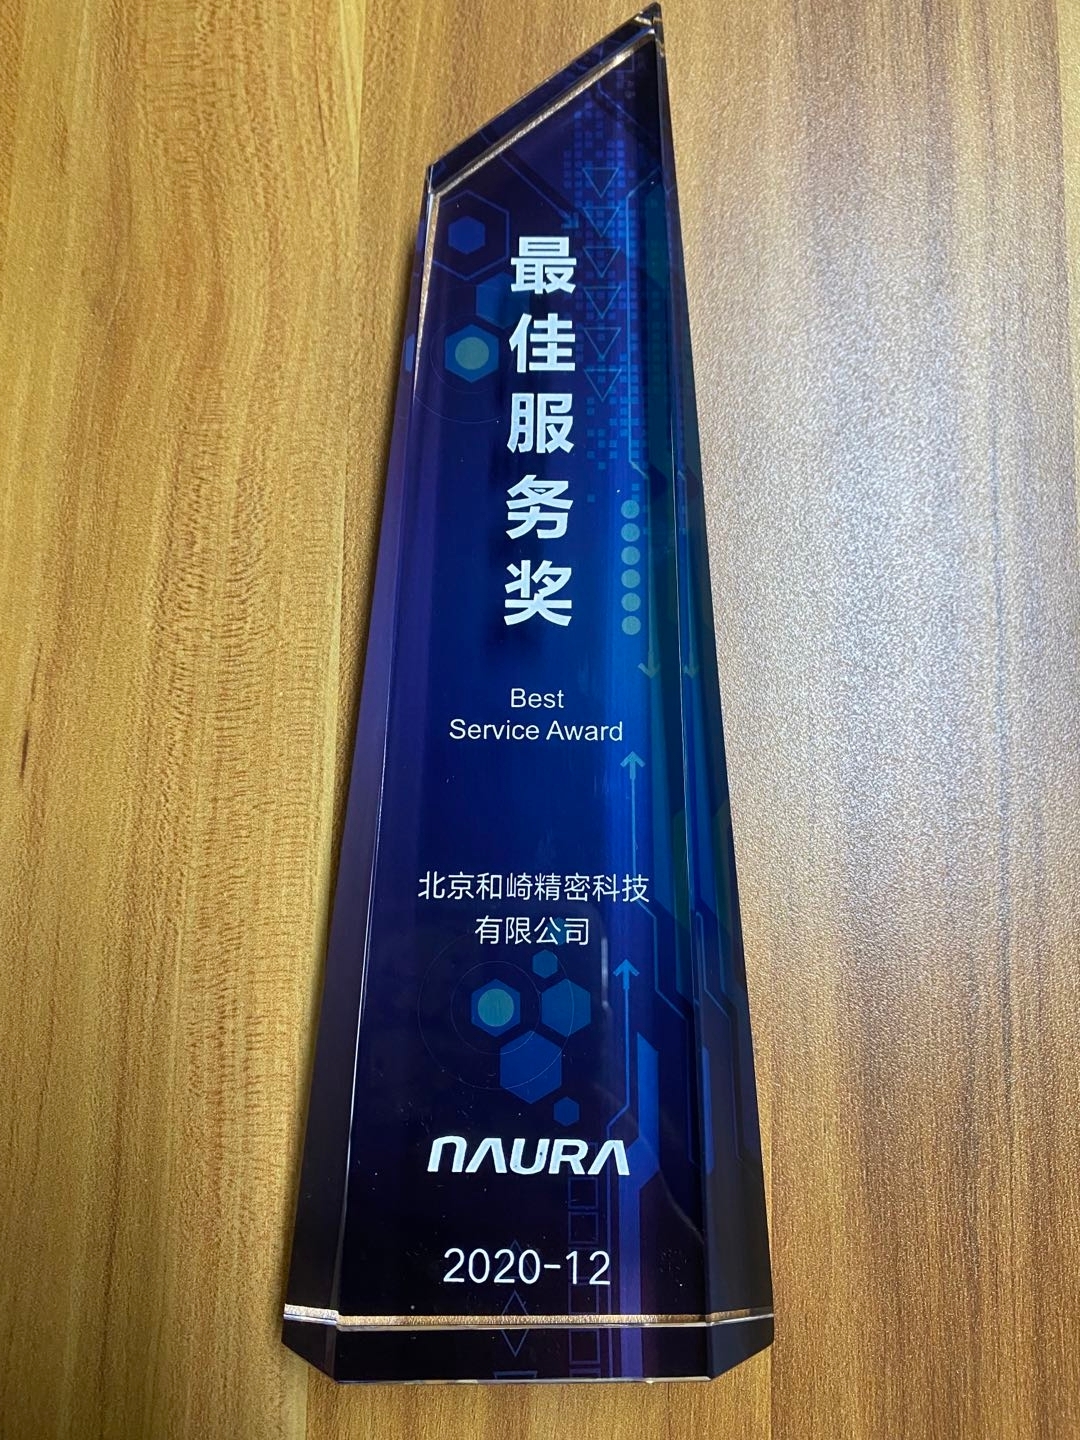 最佳服务奖
Best
Service Award
北京和崎精密科技
有限公司
NAURA
2020-12